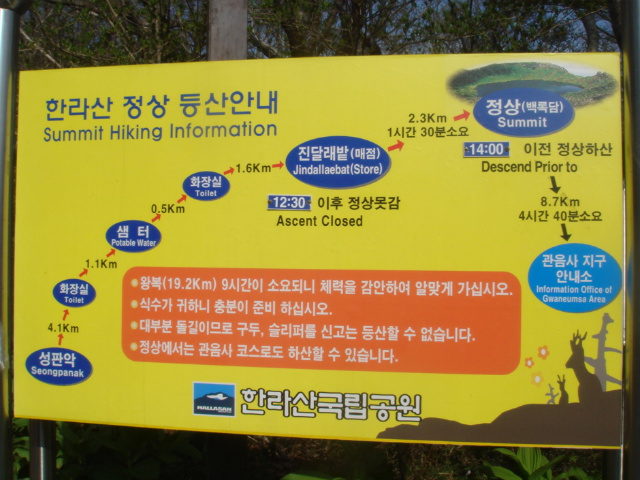 한라산 정상 등산안내
Summit Hiking Information
정상(백록담)
Summit
2.3Km
1시간 30분소요
14:00 이전 정상하산
Descend Prior to
진달래밭(매점)
Jindallaebat(Store)
12:30 이후 정상못감
Ascent Closed
1.6Km
화장실
Toilet
0.5Km
샘 터
Potable Water
1.1Km
화장실
Toilet
4.1Km
성판악
Seongpanak
8.7Km
4시간 40분소요
관음사 지구
안내소
Information Office of
Gwaneumsa Area
왕복(19.2Km) 9시간이 소요되니 체력을 감안하여 알맞게 가십시오.
식수가 귀하니 충분이 준비 하십시오.
대부분 돌길이므로 구두, 슬리퍼를 신고는 등산할 수 없습니다.
정상에서는 관음사 코스로도 하산할 수 있습니다.
HALLASAN
한라산국립공원